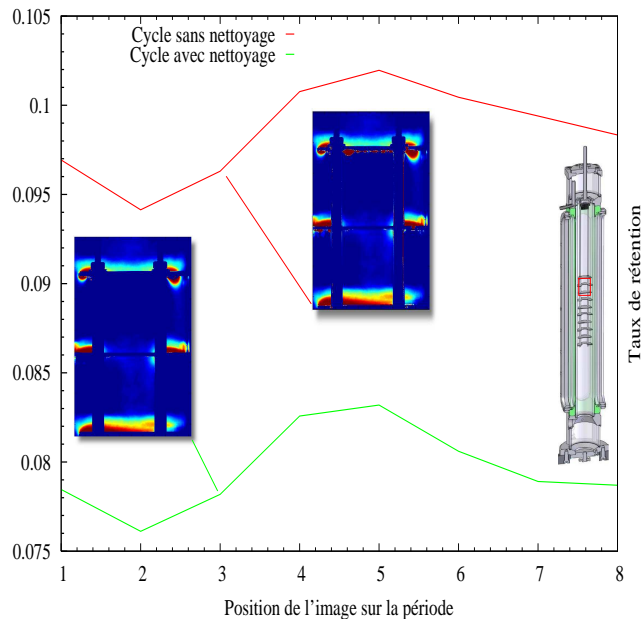 0.105
0.1
0.095
0.09
0.085
0.08
0.075
Cycle sans nettoyage
Cycle avec nettoyage
Taux de rétention
1 2 3 4 5 6 7 8
Position de l'image sur la période